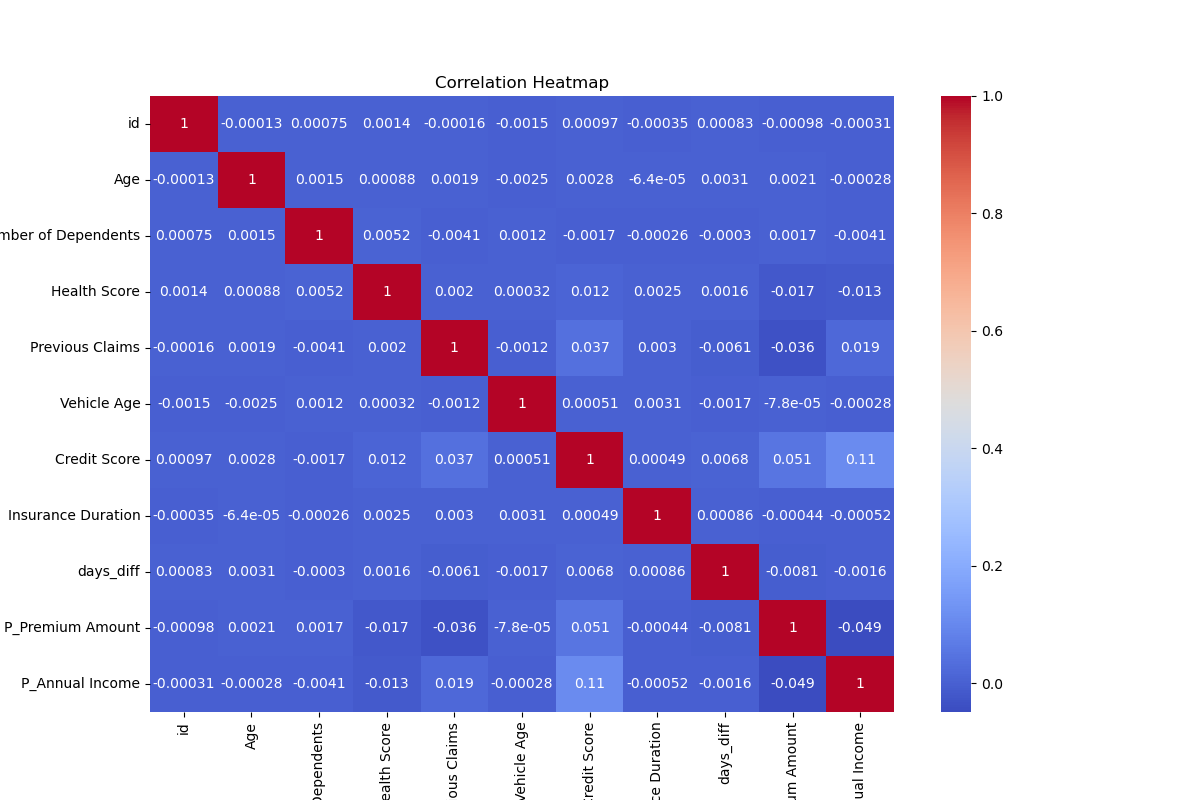 Correlation Heatmap
id 1 -0.00013 0.00075 0.0014 -0.00016 -0.0015 0.00097 -0.00035 0.00083 -0.00098 -0.00031
Age -0.00013 1 0.0015 0.00088 0.0019 -0.0025 0.0028 -6.4e-05 0.0031 0.0021 -0.00028
mber of Dependents 0.00075 0.0015 1 0.0052 -0.0041 0.0012 -0.0017 -0.00026 -0.0003 0.0017 -0.0041
Health Score 0.0014 0.00088 0.0052 1 0.002 0.00032 0.012 0.0025 0.0016 -0.017 -0.013
Previous Claims -0.00016 0.0019 -0.0041 0.002 1 -0.0012 0.037 0.003 -0.0061 -0.036 0.019
Vehicle Age -0.0015 -0.0025 0.0012 0.00032 -0.0012 1 0.00051 0.0031 -0.0017 -7.8e-05 -0.00028
Credit Score 0.00097 0.0028 -0.0017 0.012 0.037 0.00051 1 0.00049 0.0068 0.051 0.11
Insurance Duration -0.00035 -6.4e-05 -0.00026 0.0025 0.003 0.0031 0.00049 1 0.00086 -0.00044 -0.00052
days_diff 0.00083 0.0031 -0.0003 0.0016 -0.0061 -0.0017 0.0068 0.00086 1 -0.0081 -0.0016
P_Premium Amount -0.00098 0.0021 0.0017 -0.017 -0.036 -7.8e-05 0.051 -0.00044 -0.0081 1 -0.049
P_Annual Income -0.00031 -0.00028 -0.0041 -0.013 0.019 -0.00028 0.11 -0.00052 -0.0016 -0.049 1
id
Age
Dependents
ealth Score
ous Claims
Vehicle Age
Credit Score
ce Duration
days_diff
um Amount
ual Income
1.0
0.8
0.6
0.4
0.2
0.0